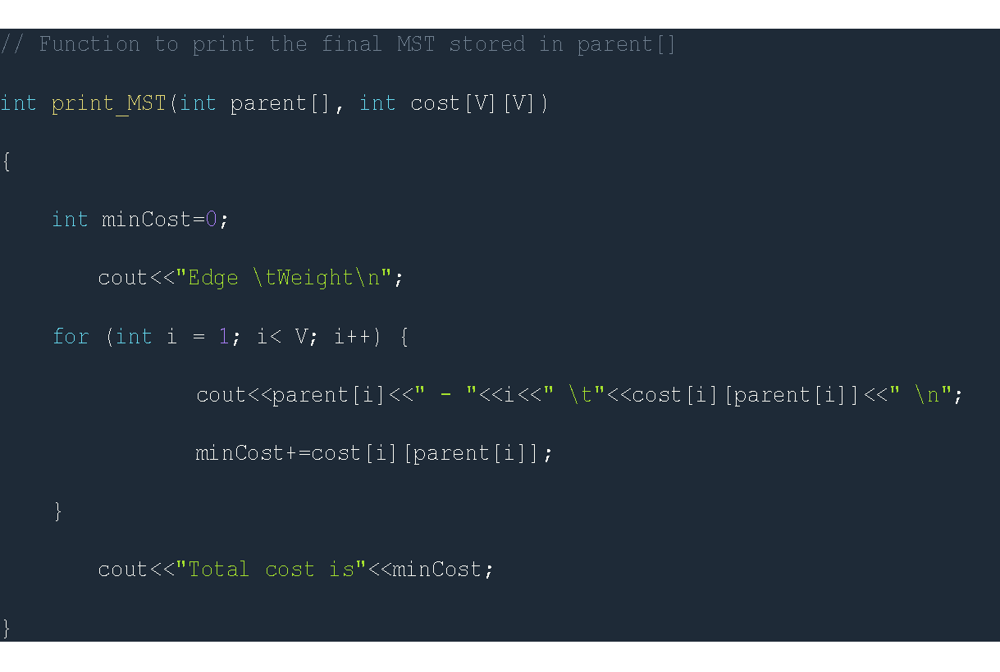 // Function to print the final MST stored in parent[]
int print_MST(int parent[], int cost[V][V])
{
int minCost=0;
cout<<"Edge \tWeight\n";
for (int i = 1; i< V; i++) {
cout<<parent[i]<<" - "<<i<<" \t"<<cost[i][parent[i]]<<" \n";
minCost+=cost[i][parent[i]];
}
cout<<"Total cost is"<<minCost;
}